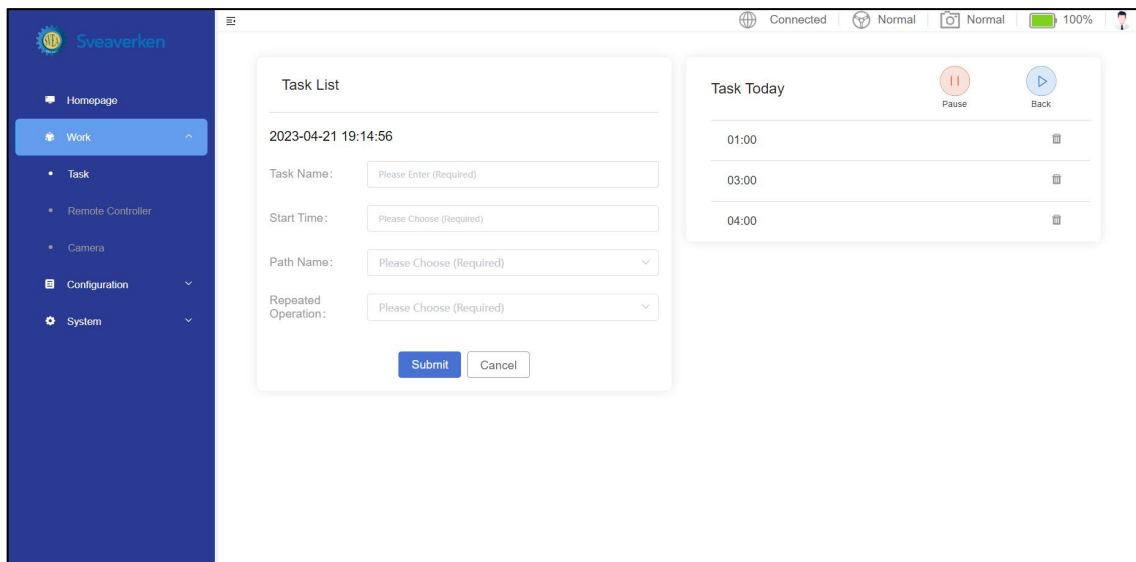 SVEA
Sveaverken
Connected
Normal
Normal
100%
Homepage
Work
Task
Remote Controller
Camera
Configuration
System
Task List
2023-04-21 19:14:56
Task Name:
Please Enter (Required)
Start Time:
Please Choose (Required)
Path Name:
Please Choose (Required)
Repeated
Operation:
Please Choose (Required)
Submit
Cancel
Task Today
Pause
Back
01:00
03:00
04:00